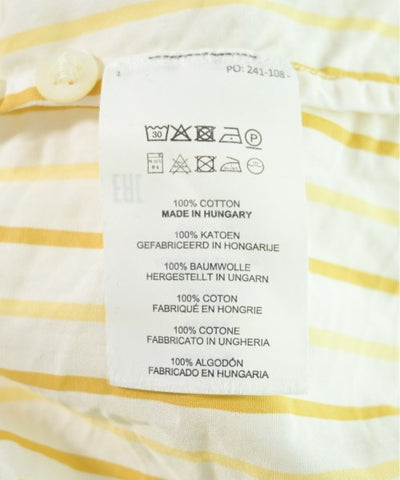 PO: 241-108-
30
P
100% COTTON
MADE IN HUNGARY
100% KATOEN
GEFABRICEERD IN HONGARIJE
100% BAUMWOLLE
HERGESTELLT IN UNGARN
100% COTON
FABRIQUÉ EN HONGRIE
100% COTONE
FABBRICATO IN UNGHERIA
100% ALGODÓN
FABRICADO EN HUNGARIA